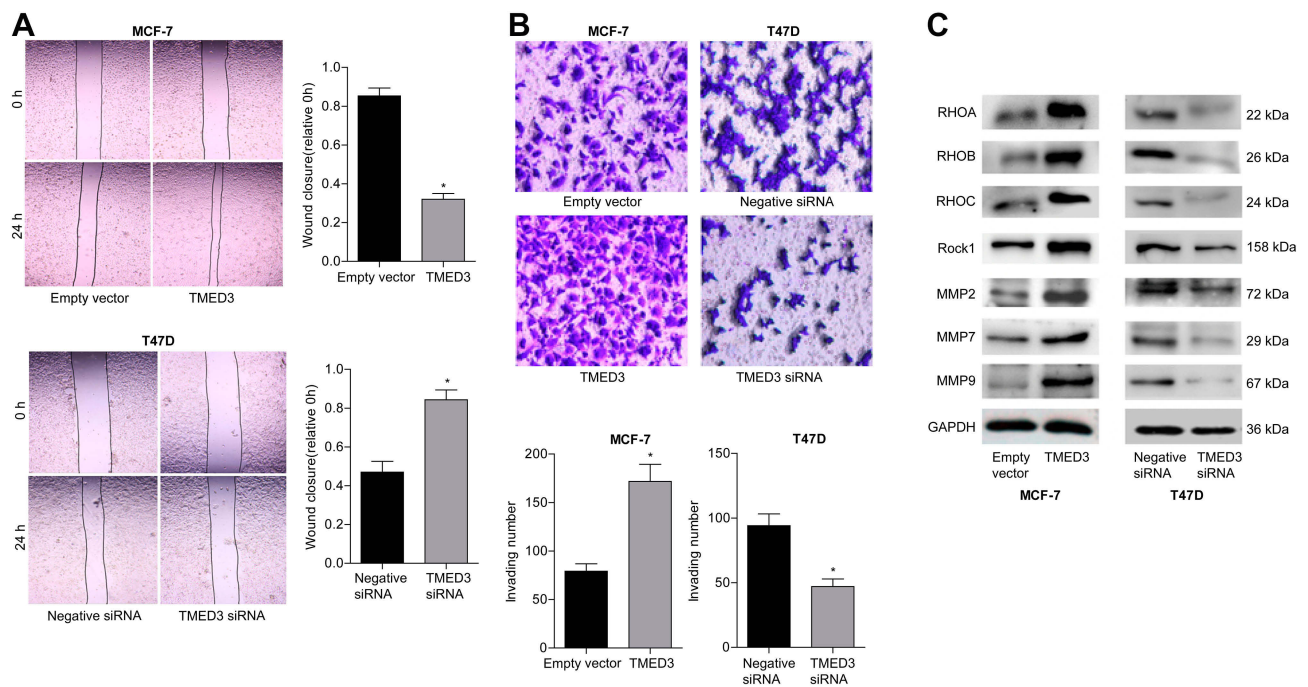 A
MCF-7
0 h
24 h
Empty vector
TMED3
Wound closure(relative 0h)
1.0
0.8
0.6
0.4
0.2
0.0
*
Empty vector
TMED3
T47D
0 h
24 h
Negative siRNA
TMED3 siRNA
Wound closure(relative 0h)
1.0
0.8
0.6
0.4
0.2
0.0
*
Negative
siRNA
TMED3
siRNA
B
MCF-7
T47D
Empty vector
Negative siRNA
TMED3
TMED3 siRNA
MCF-7
Invading number
200
150
100
50
0
*
Empty vector
TMED3
T47D
Invading number
150
100
50
0
*
Negative
siRNA
TMED3
siRNA
C
RHOA 22 kDa
RHOB 26 kDa
RHOC 24 kDa
Rock1 158 kDa
MMP2 72 kDa
MMP7 29 kDa
MMP9 67 kDa
GAPDH 36 kDa
Empty
vector
TMED3
Negative
siRNA
TMED3
siRNA
MCF-7
T47D